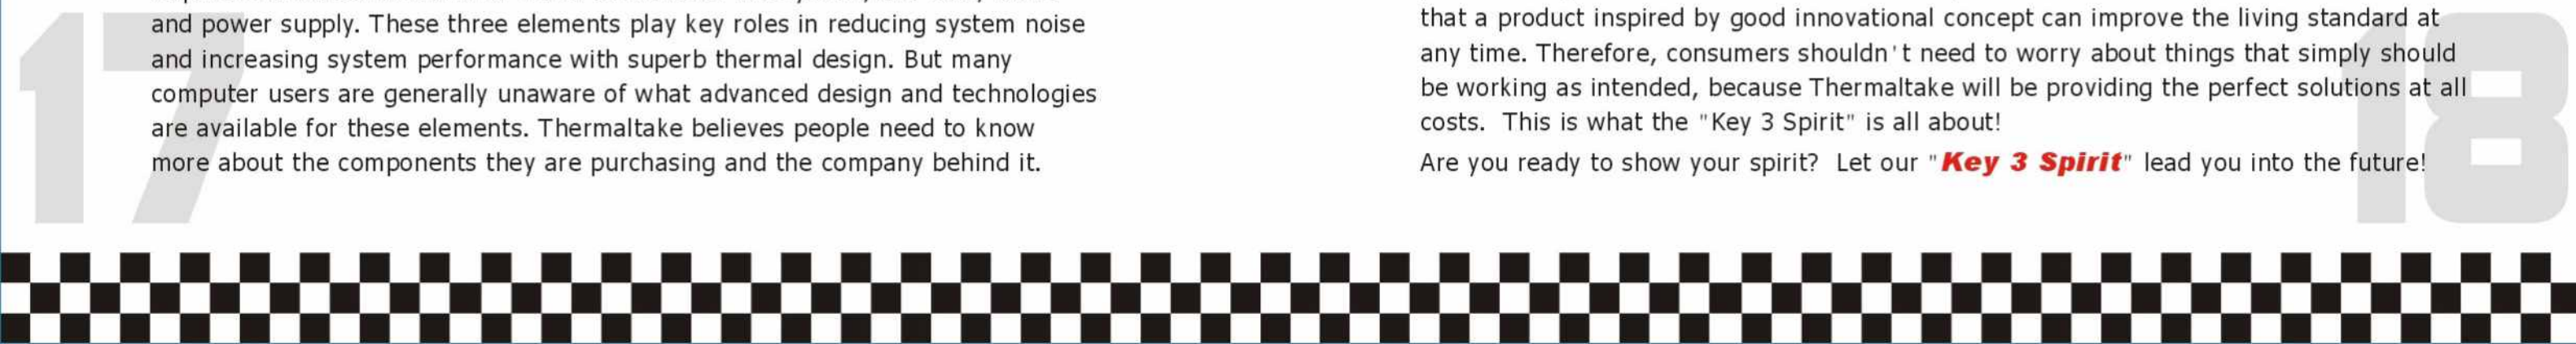 and power supply. These three elements play key roles in reducing system noise
and increasing system performance with superb thermal design. But many
computer users are generally unaware of what advanced design and technologies
are available for these elements. Thermaltake believes people need to know
more about the components they are purchasing and the company behind it.
17
that a product inspired by good innovational concept can improve the living standard at
any time. Therefore, consumers shouldn't need to worry about things that simply should
be working as intended, because Thermaltake will be providing the perfect solutions at all
costs.  This is what the "Key 3 Spirit" is all about!
Are you ready to show your spirit?  Let our "Key 3 Spirit" lead you into the future!
18